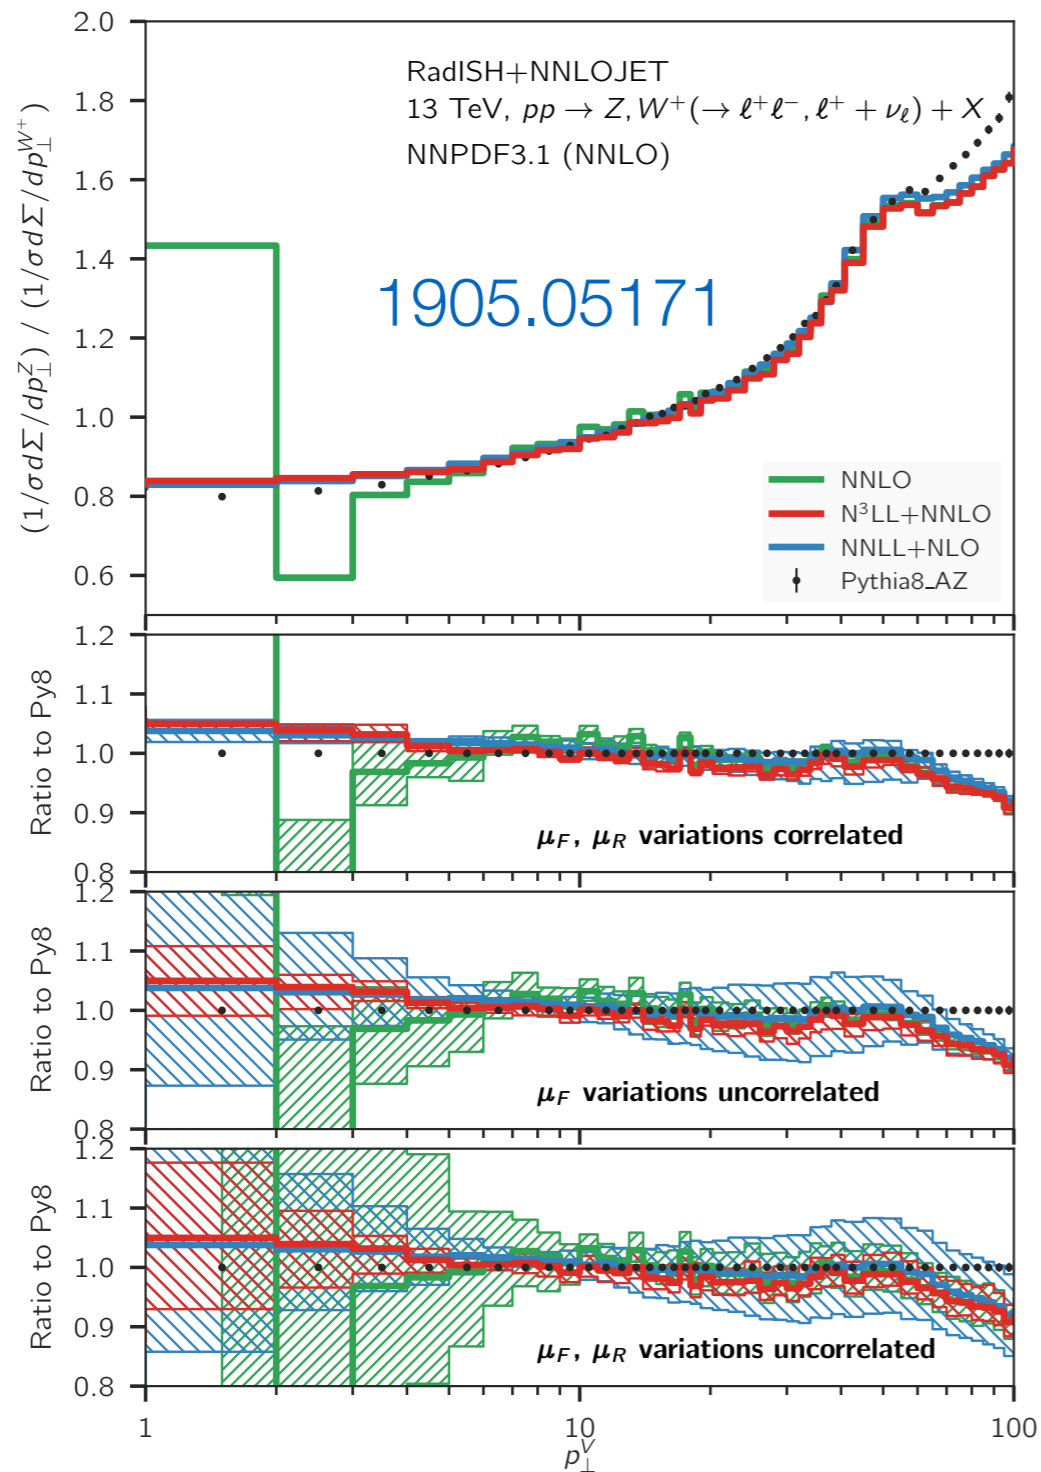 2.0
1.8
1.6
1.4
1.2
1.0
0.8
0.6
(1/σdΣ/dp⊥^Z) / (1/σdΣ/dp⊥^W⁺)
RadISH+NNLOJET
13 TeV, pp → Z, W⁺(→ ℓ⁺ℓ⁻, ℓ⁺ + νℓ) + X
NNPDF3.1 (NNLO)
1905.05171
NNLO
N³LL+NNLO
NNLL+NLO
Pythia8_AZ
1.2
1.1
1.0
0.9
0.8
Ratio to Py8
μF, μR variations correlated
1.2
1.1
1.0
0.9
0.8
Ratio to Py8
μF variations uncorrelated
1.2
1.1
1.0
0.9
0.8
Ratio to Py8
μF, μR variations uncorrelated
1
10
100
p⊥^V